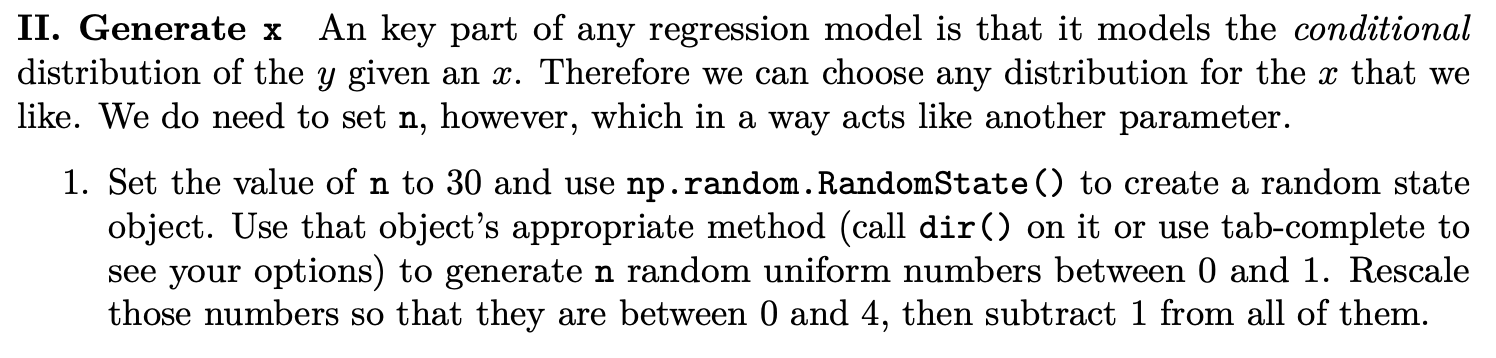 II. Generate x An key part of any regression model is that it models the conditional
distribution of the y given an x. Therefore we can choose any distribution for the x that we
like. We do need to set n, however, which in a way acts like another parameter.
1. Set the value of n to 30 and use np.random.RandomState() to create a random state
object. Use that object's appropriate method (call dir() on it or use tab-complete to
see your options) to generate n random uniform numbers between 0 and 1. Rescale
those numbers so that they are between 0 and 4, then subtract 1 from all of them.